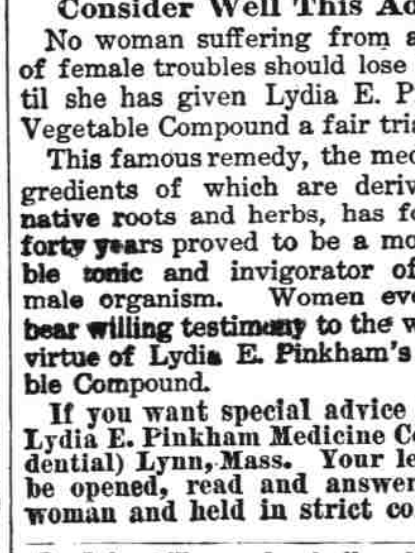 Consider Well This Ad
No woman suffering from a
of female troubles should lose
til she has given Lydia E. P
Vegetable Compound a fair tria
This famous remedy, the med
gredients of which are deriv
native roots and herbs, has fo
forty years proved to be a mo
ble tonic and invigorator of
male organism. Women eve
bear willing testimony to the w
virtue of Lydia E. Pinkham's
ble Compound.
If you want special advice
Lydia E. Pinkham Medicine Co
dential) Lynn, Mass. Your le
be opened, read and answer
woman and held in strict co